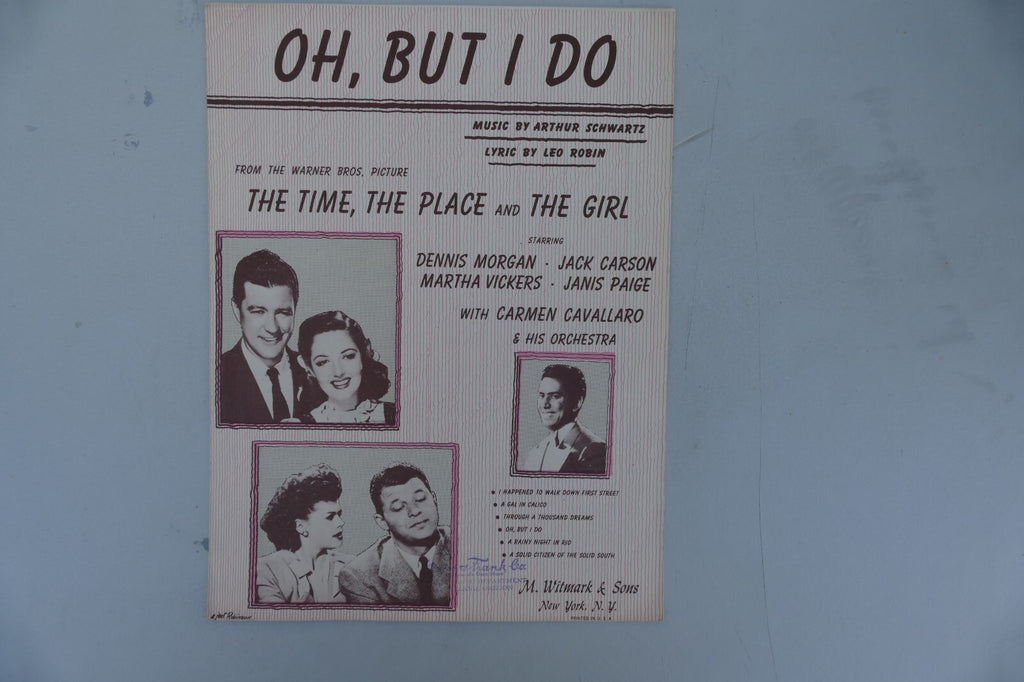 OH, BUT I DO
MUSIC BY ARTHUR SCHWARTZ
LYRIC BY LEO ROBIN
FROM THE WARNER BROS. PICTURE
THE TIME, THE PLACE AND THE GIRL
STARRING
DENNIS MORGAN · JACK CARSON
MARTHA VICKERS · JANIS PAIGE
WITH CARMEN CAVALLARO
& HIS ORCHESTRA
• I HAPPENED TO WALK DOWN FIRST STREET
• A GAL IN CALICO
• THROUGH A THOUSAND DREAMS
• OH, BUT I DO
• A RAINY NIGHT IN RIO
• A SOLID CITIZEN OF THE SOLID SOUTH
Frank Co.
DEPARTMENT
M. Witmark & Sons
New York, N. Y.
PRINTED IN U. S. A.